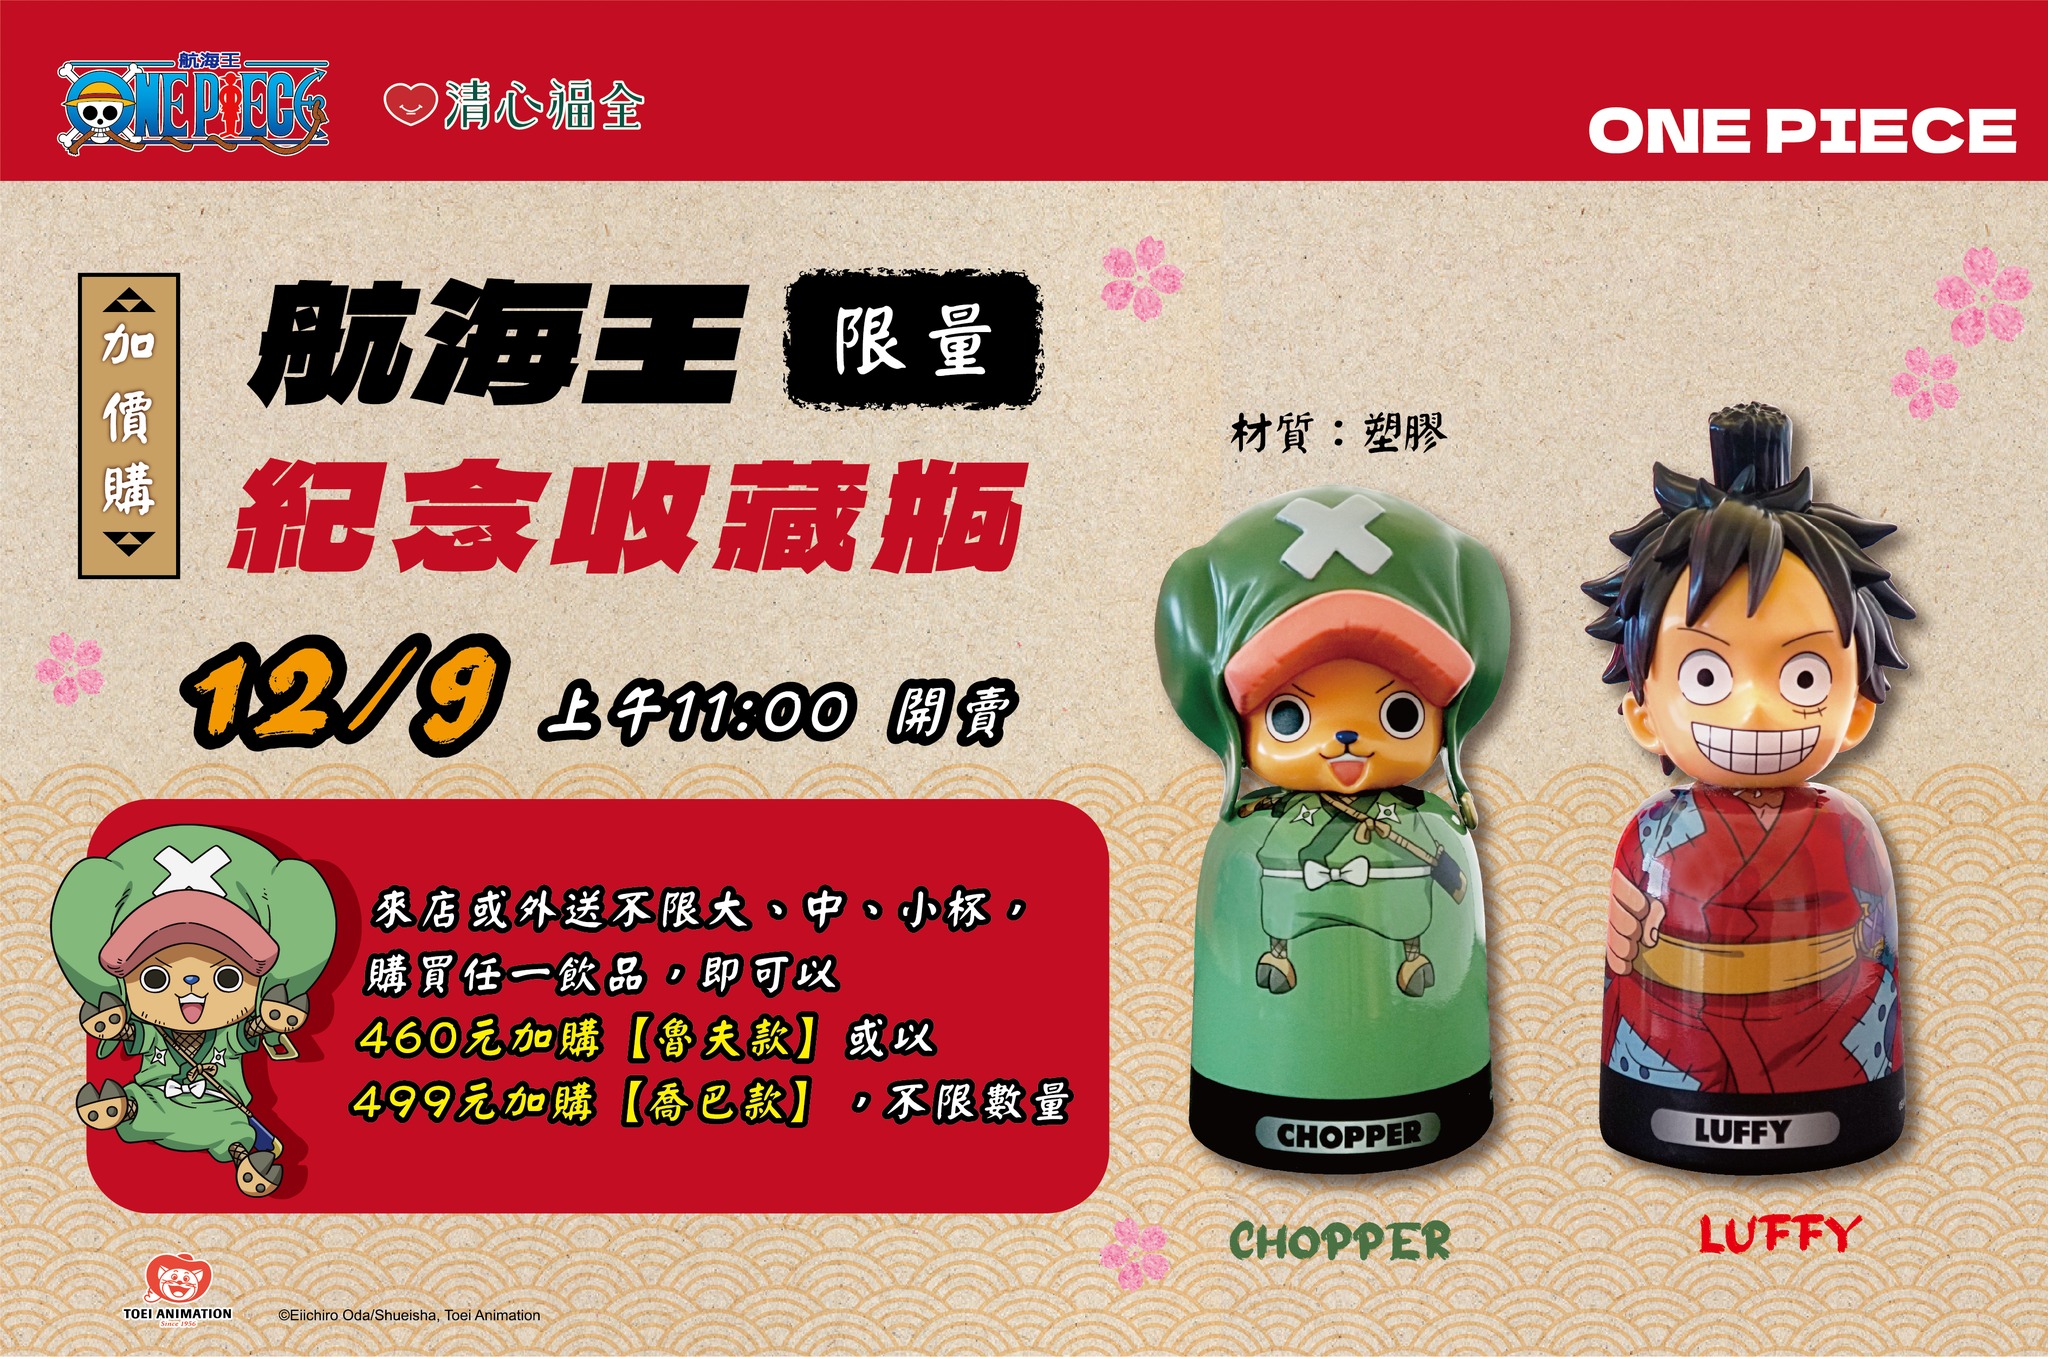 航海王
ONE PIECE
清心福全
ONE PIECE
加價購
航海王
限量
紀念收藏瓶
12/9 上午11:00 開賣
材質：塑膠
來店或外送不限大、中、小杯，
購買任一飲品，即可以
460元加購【魯夫款】或以
499元加購【喬巴款】，不限數量
CHOPPER
LUFFY
CHOPPER
LUFFY
TOEI ANIMATION
Since 1956
©Eiichiro Oda/Shueisha, Toei Animation